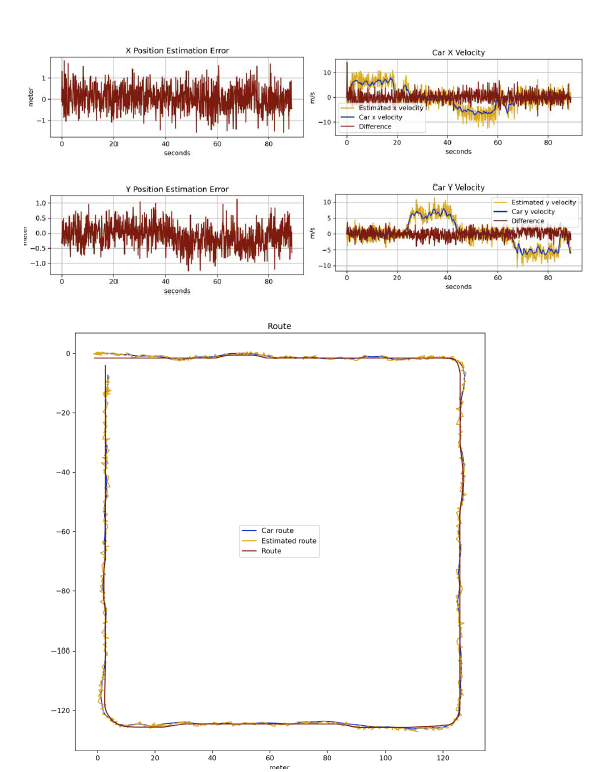 X Position Estimation Error
meter
1
0
−1
0
20
40
60
80
seconds
Car X Velocity
m/s
10
0
−10
Estimated x velocity
Car x velocity
Difference
0
20
40
60
80
seconds
Y Position Estimation Error
1.0
0.5
0.0
−0.5
−1.0
0
20
40
60
80
seconds
Car Y Velocity
m/s
10
5
0
−5
−10
Estimated y velocity
Car y velocity
Difference
0
20
40
60
80
seconds
Route
0
−20
−40
−60
−80
−100
−120
Car route
Estimated route
Route
0
20
40
60
80
100
120
meter